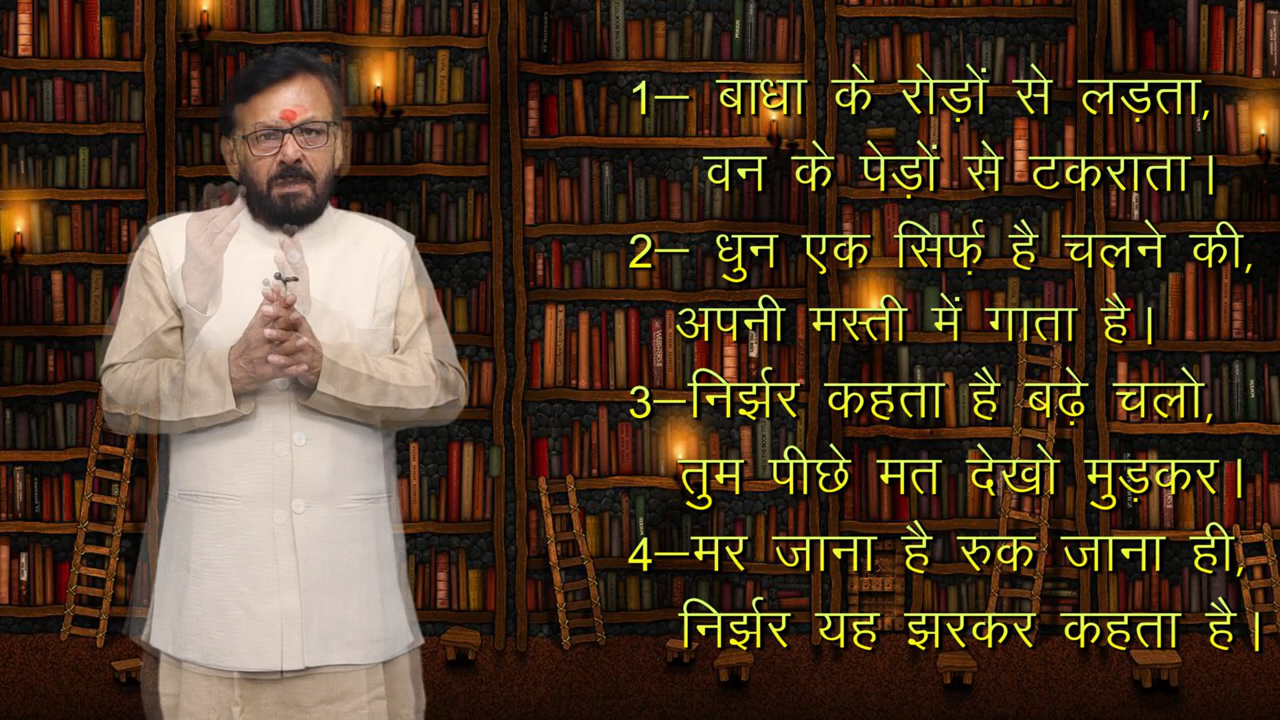 1– बाधा के रोड़ों से लड़ता,
वन के पेड़ों से टकराता।
2– धुन एक सिर्फ़ है चलने की,
अपनी मस्ती में गाता है।
3–निर्झर कहता है बढ़े चलो,
तुम पीछे मत देखो मुड़कर।
4–मर जाना है रुक जाना ही,
निर्झर यह झरकर कहता है।